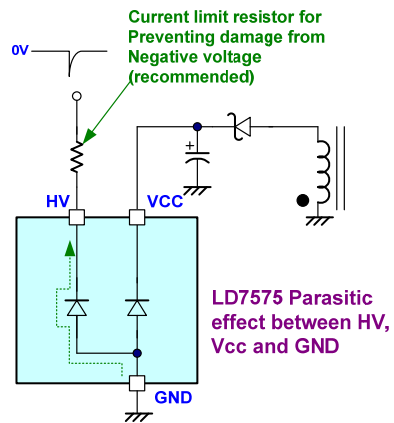 Current limit resistor for
Preventing damage from
Negative voltage
(recommended)
0V
+
HV
VCC
LD7575 Parasitic
effect between HV,
Vcc and GND
GND